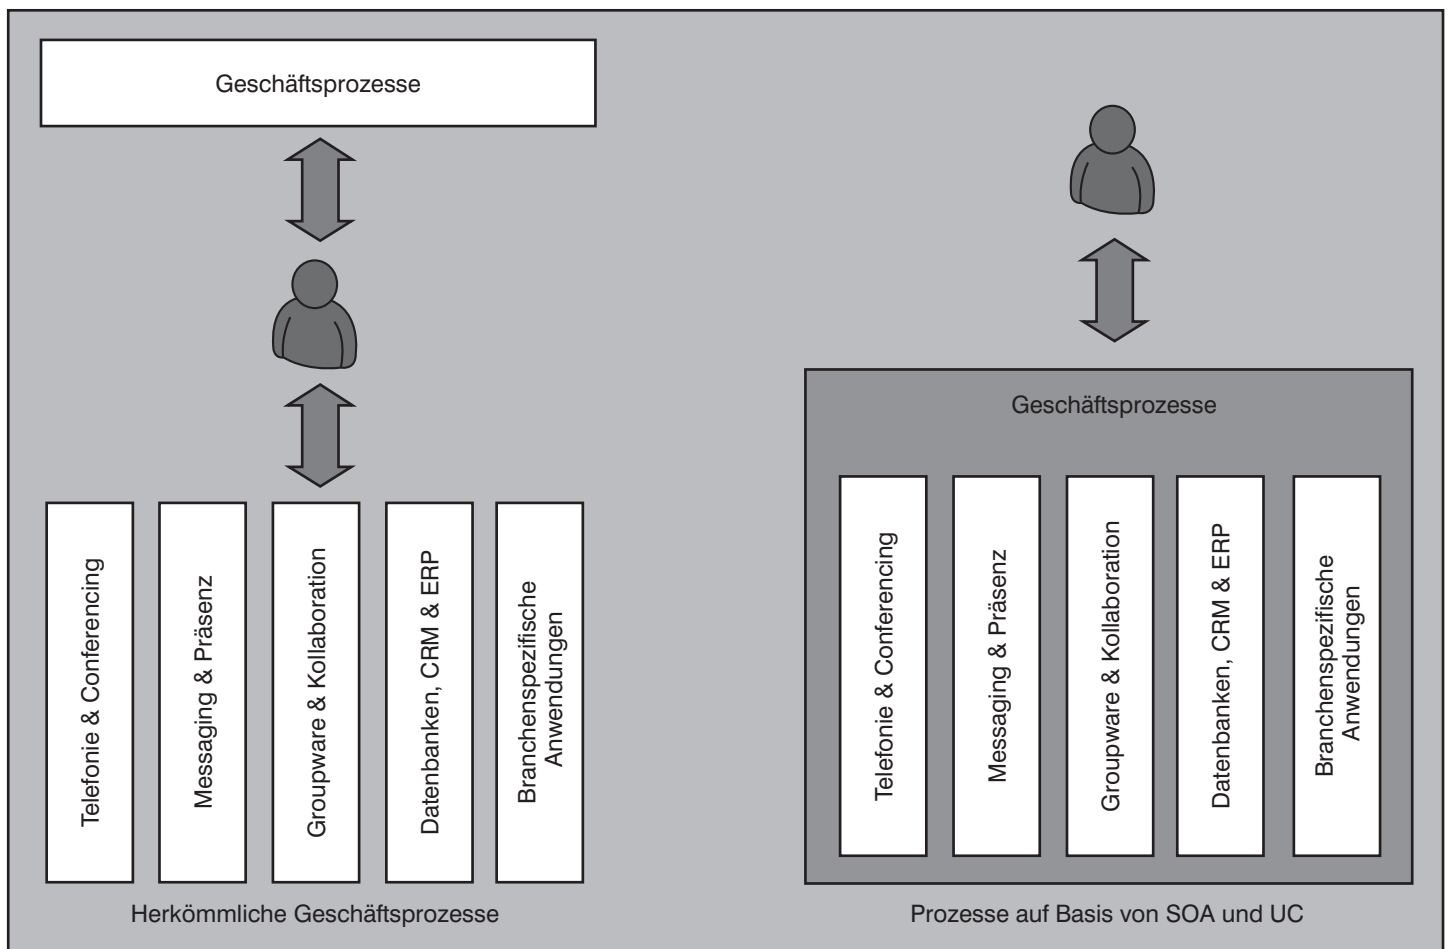 Geschäftsprozesse
Telefonie & Conferencing
Messaging & Präsenz
Groupware & Kollaboration
Datenbanken, CRM & ERP
Branchenspezifische
Anwendungen
Herkömmliche Geschäftsprozesse
Geschäftsprozesse
Telefonie & Conferencing
Messaging & Präsenz
Groupware & Kollaboration
Datenbanken, CRM & ERP
Branchenspezifische
Anwendungen
Prozesse auf Basis von SOA und UC